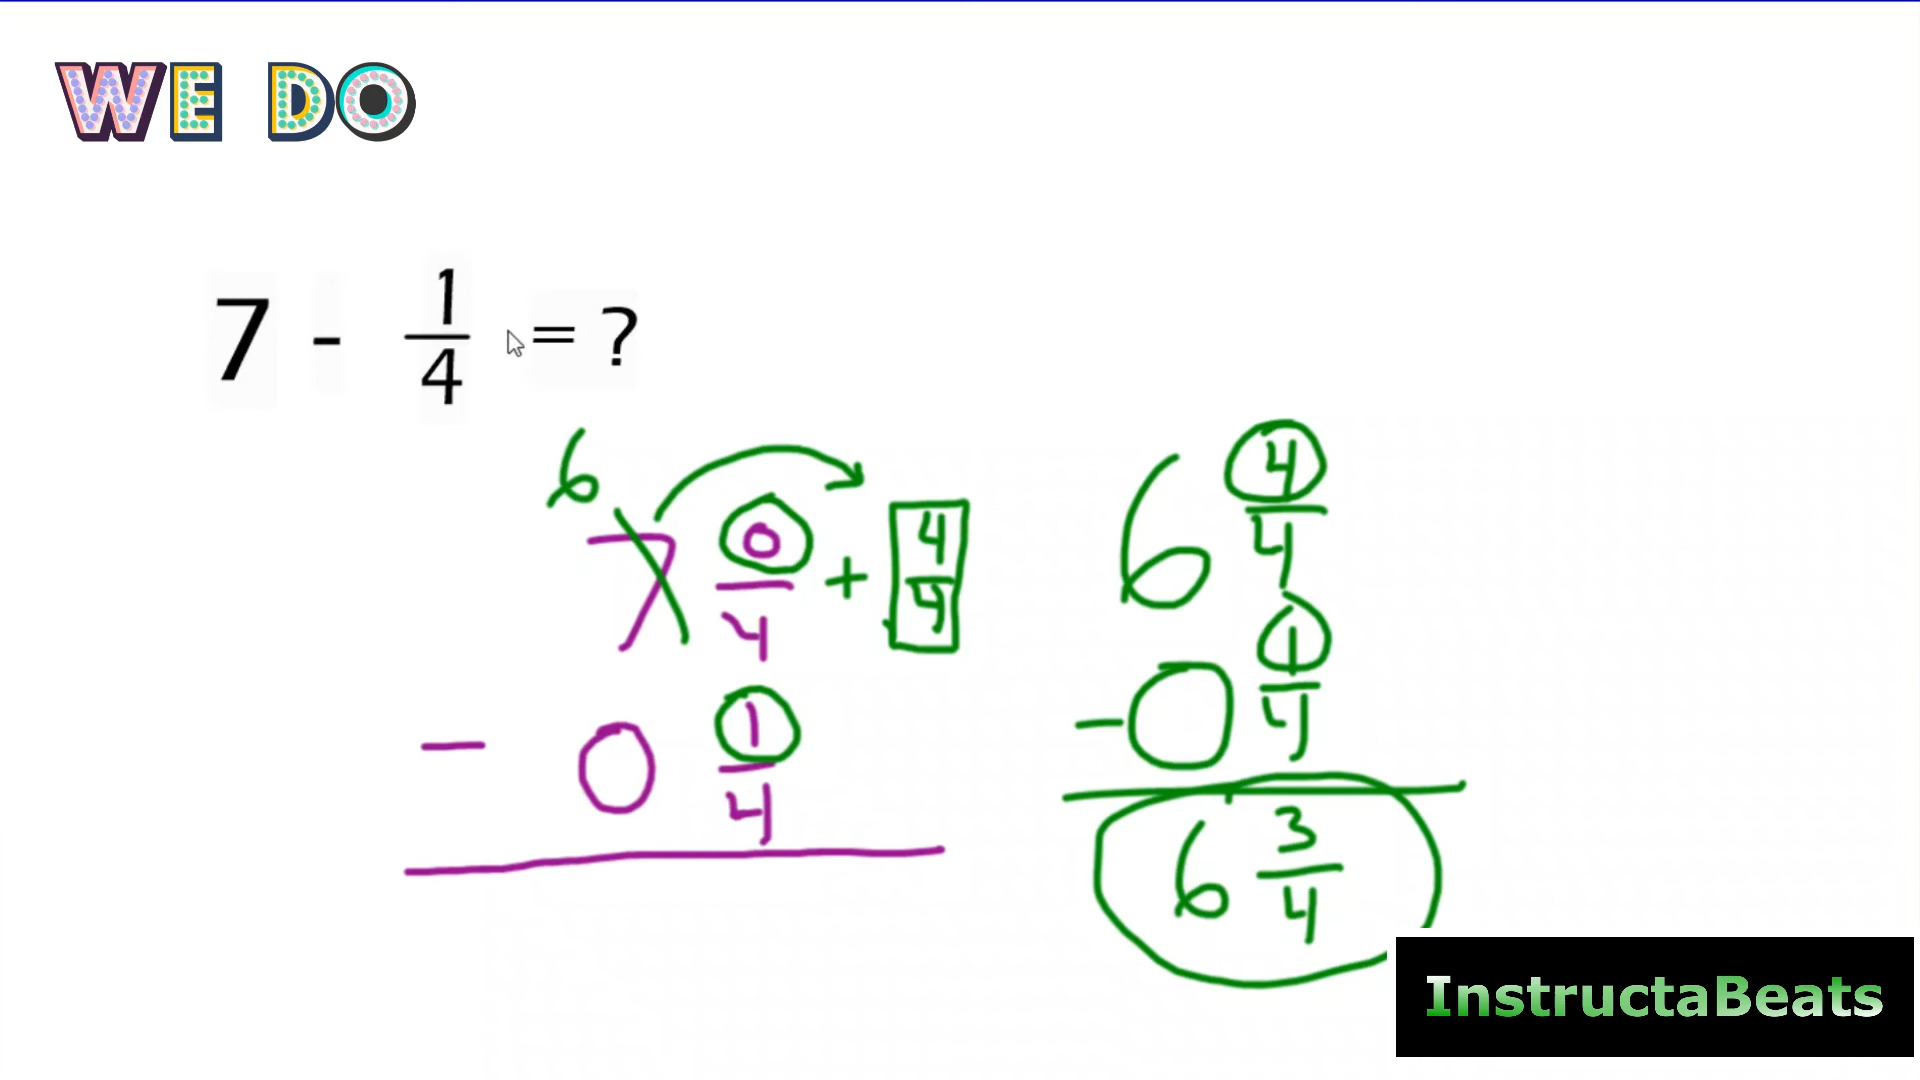 WE DO
7 - 1/4 = ?
6
7 0/4 + 4/4
- 0 1/4
6 4/4
- 0 1/4
6 3/4
InstructaBeats